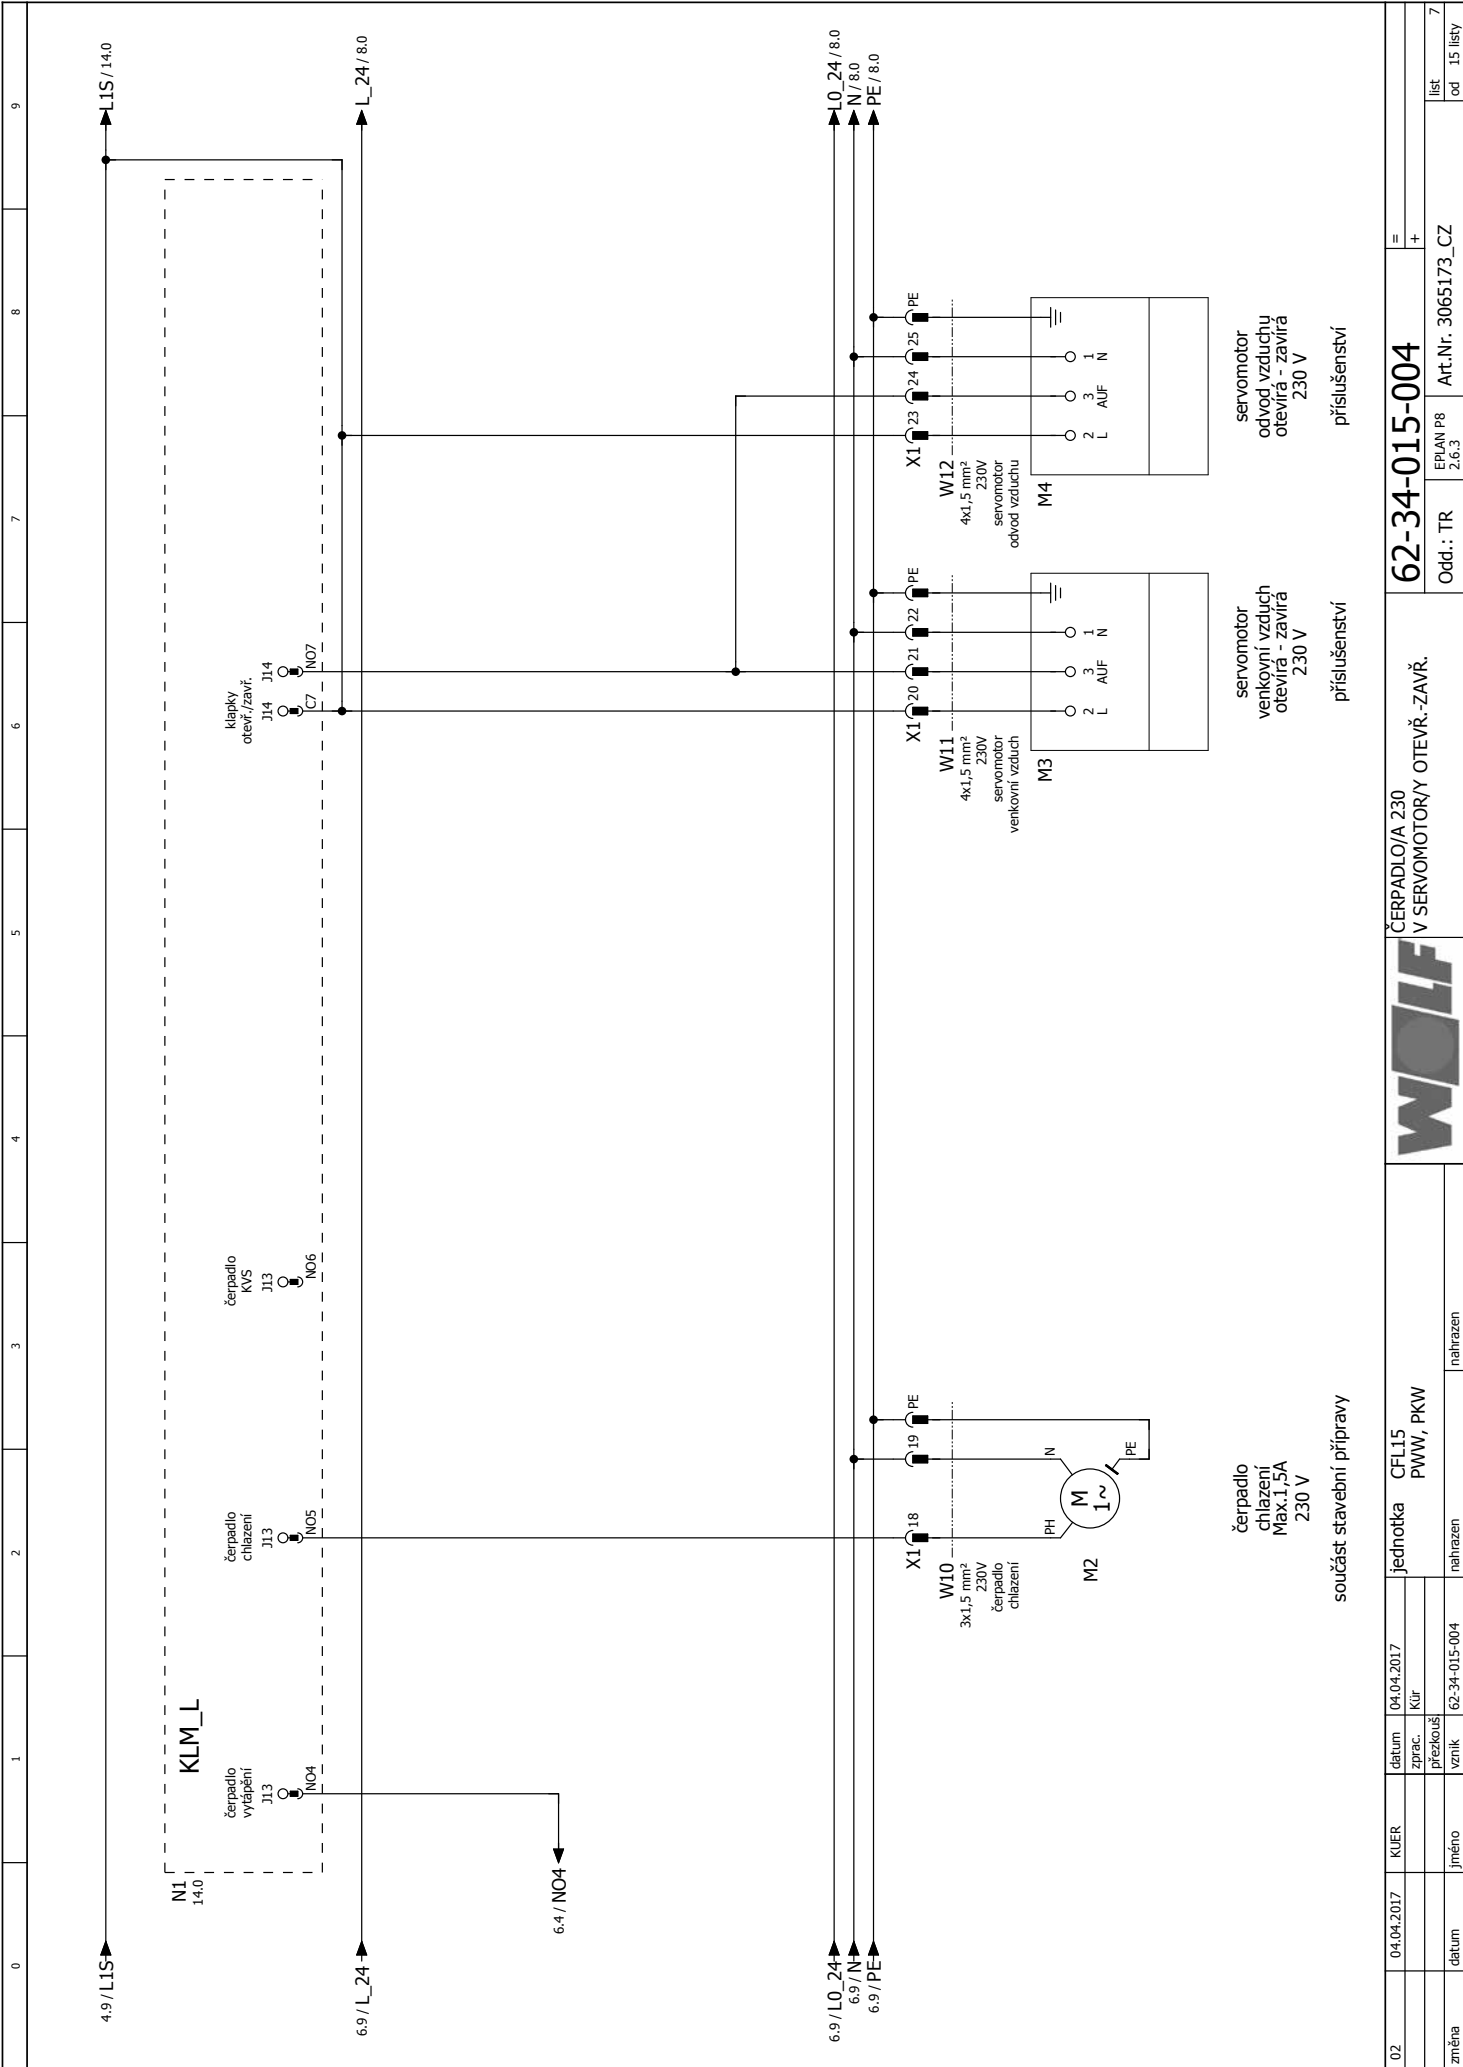 0 1 2 3 4 5 6 7 8 9
4.9 / L1S
L1S / 14.0
N1
14.0
KLM_L
čerpadlo
vytápění
J13
NO4
čerpadlo
chlazení
J13
NO5
čerpadlo
KVS
J13
NO6
klapky
otevř./zavř.
J14
C7
J14
NO7
6.9 / L_24
L_24 / 8.0
6.4 / NO4
6.9 / L0_24
L0_24 / 8.0
6.9 / N
N / 8.0
6.9 / PE
PE / 8.0
X1 18 19 PE
W10
3x1,5 mm²
230V
čerpadlo
chlazení
PH
N
M
1~
PE
M2
čerpadlo
chlazení
Max.1,5A
230 V
součást stavební přípravy
X1 20 21 22 PE
W11
4x1,5 mm²
230V
servomotor
venkovní vzduch
2 3 1
L AUF N
M3
servomotor
venkovní vzduch
otevírá - zavírá
230 V
příslušenství
X1 23 24 25 PE
W12
4x1,5 mm²
230V
servomotor
odvod vzduchu
2 3 1
L AUF N
M4
servomotor
odvod vzduchu
otevírá - zavírá
230 V
příslušenství
02 04.04.2017 KUER
změna datum jméno
datum 04.04.2017
zprac. Kür
přezkouš.
vznik 62-34-015-004
jednotka CFL15
PWW, PKW
nahrazen nahrazen
WOLF
ČERPADLO/A 230
V SERVOMOTOR/Y OTEVŘ.-ZAVŘ.
62-34-015-004
=
+
Odd.: TR
EPLAN P8
2.6.3
Art.Nr. 3065173_CZ
list 7
od 15 listy